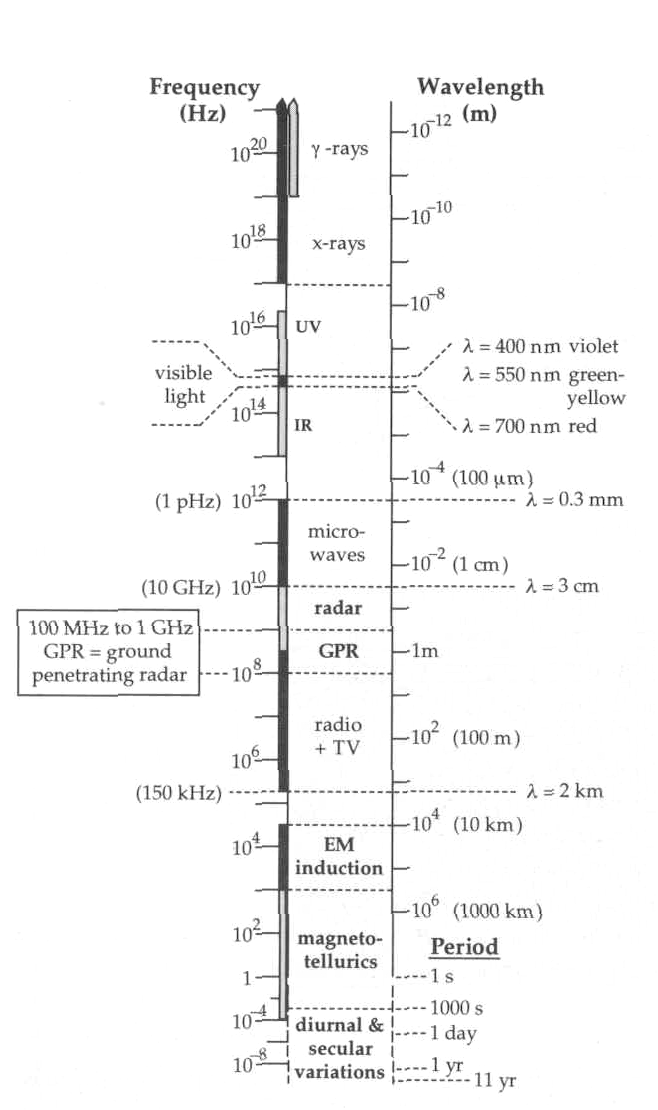 Frequency
(Hz)
Wavelength
(m)
10^20
γ -rays
10^-12
10^-10
10^18
x-rays
10^-8
10^16
UV
visible
light
λ = 400 nm violet
λ = 550 nm green-
yellow
λ = 700 nm red
10^14
IR
10^-4 (100 μm)
(1 pHz) 10^12
λ = 0.3 mm
micro-
waves
10^-2 (1 cm)
(10 GHz) 10^10
λ = 3 cm
radar
100 MHz to 1 GHz
GPR = ground
penetrating radar
GPR
1m
10^8
radio
+ TV
10^2 (100 m)
10^6
(150 kHz)
λ = 2 km
10^4 (10 km)
10^4
EM
induction
10^6 (1000 km)
10^2
magneto-
tellurics
Period
1
1 s
1000 s
10^-4
diurnal &
secular
variations
1 day
10^-8
1 yr
11 yr